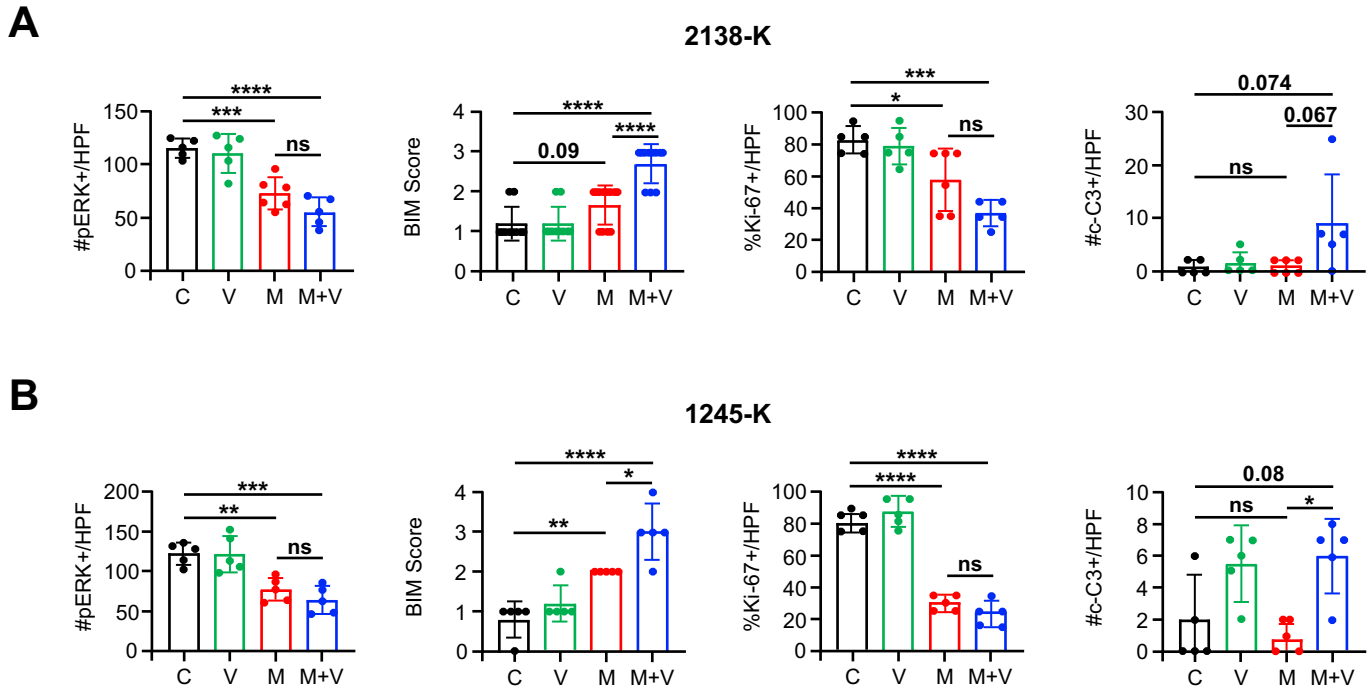 A
2138-K
#pERK+/HPF
150
100
50
0
****
***
ns
C V M M+V
BIM Score
4
3
2
1
0
****
****
0.09
C V M M+V
%Ki-67+/HPF
100
80
60
40
20
0
***
*
ns
C V M M+V
#c-C3+/HPF
30
20
10
0
0.074
0.067
ns
C V M M+V
B
1245-K
#pERK+/HPF
200
150
100
50
0
***
**
ns
C V M M+V
BIM Score
4
3
2
1
0
****
*
**
C V M M+V
%Ki-67+/HPF
100
80
60
40
20
0
****
****
ns
C V M M+V
#c-C3+/HPF
10
8
6
4
2
0
0.08
ns *
C V M M+V